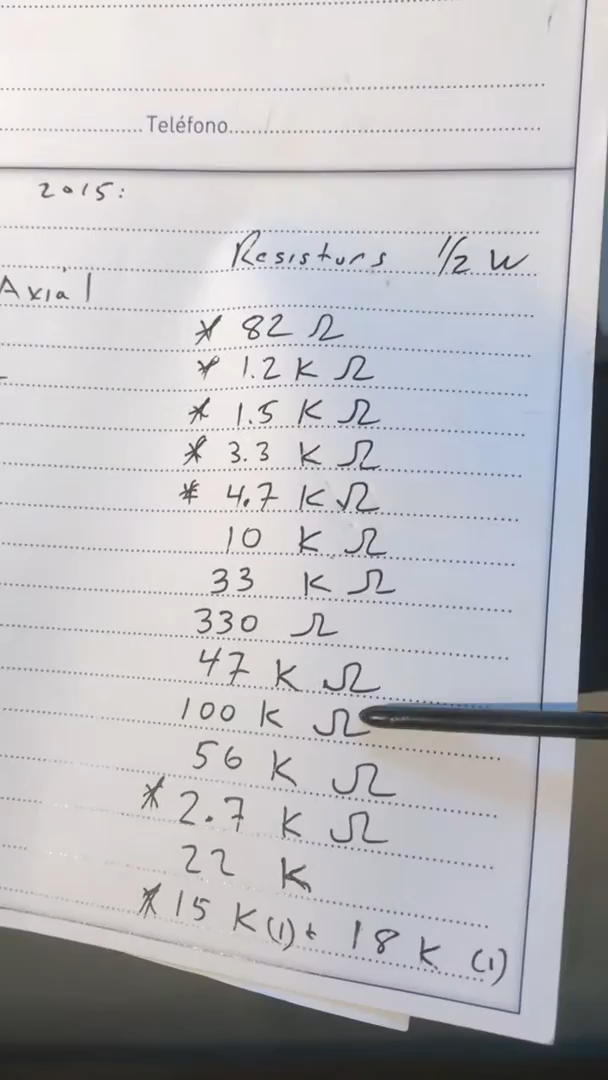 Teléfono
2015:
Resistors 1/2 W
Axial
* 82 Ω
* 1.2 K Ω
* 1.5 K Ω
* 3.3 K Ω
* 4.7 K Ω
10 K Ω
33 K Ω
330 Ω
47 K Ω
100 K Ω
56 K Ω
* 2.7 K Ω
22 K
* 15 K (1) + 18 K (1)